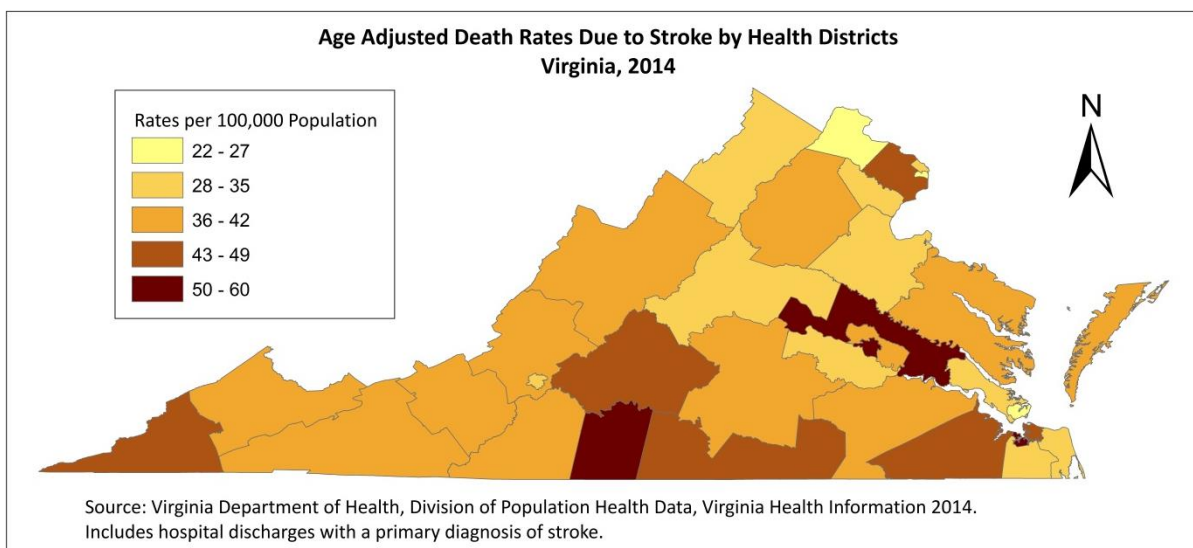 Age Adjusted Death Rates Due to Stroke by Health Districts
Virginia, 2014
Rates per 100,000 Population
22 - 27
28 - 35
36 - 42
43 - 49
50 - 60
N
Source: Virginia Department of Health, Division of Population Health Data, Virginia Health Information 2014.
Includes hospital discharges with a primary diagnosis of stroke.